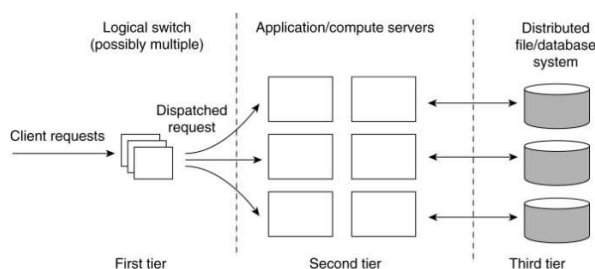 Logical switch
(possibly multiple)
Application/compute servers
Distributed
file/database
system
Dispatched
request
Client requests
First tier
Second tier
Third tier